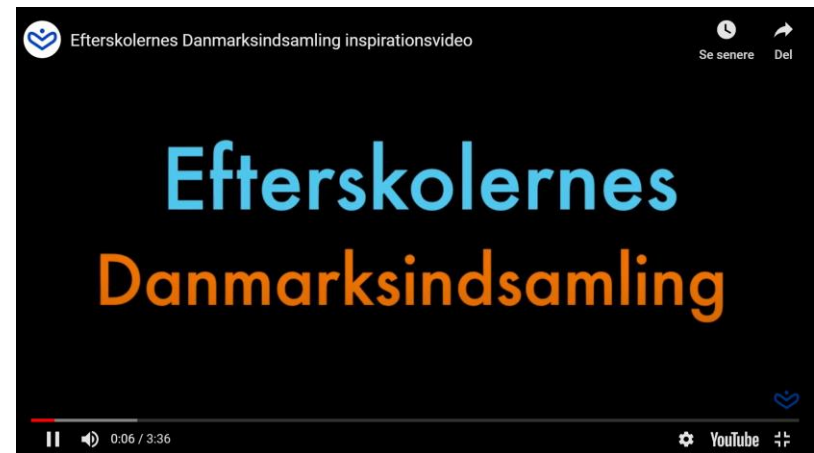 Efterskolernes Danmarksindsamling inspirationsvideo
Se senere
Del
Efterskolernes
Danmarksindsamling
0:06 / 3:36
YouTube